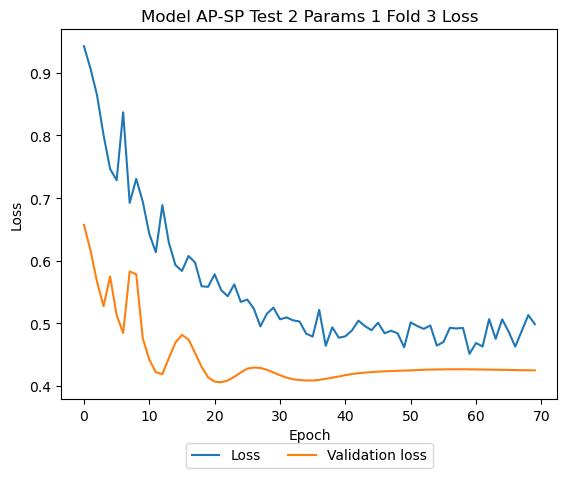 Model AP-SP Test 2 Params 1 Fold 3 Loss
0.9
0.8
0.7
0.6
0.5
0.4
Loss
0 10 20 30 40 50 60 70
Epoch
Loss Validation loss